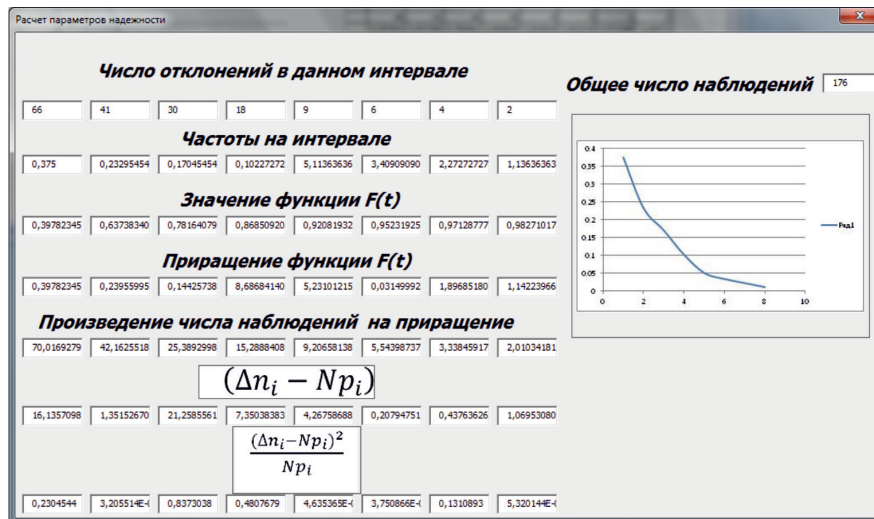 Расчет параметров надежности
Число отклонений в данном интервале
66 41 30 18 9 6 4 2
Общее число наблюдений 176
Частоты на интервале
0,375 0,23295454 0,17045454 0,10227272 5,11363636 3,40909090 2,27272727 1,13636363
Значение функции F(t)
0,39782345 0,63738340 0,78164079 0,86850920 0,92081932 0,95231925 0,97128777 0,98271017
Приращение функции F(t)
0,39782345 0,23955995 0,14425738 8,68684140 5,23101215 0,03149992 1,89685180 1,14223966
Произведение числа наблюдений на приращение
70,0169279 42,1625518 25,3892998 15,2888408 9,20658138 5,54398737 3,33845917 2,01034181
(Δnᵢ − Npᵢ)
16,1357098 1,35152670 21,2585561 7,35038383 4,26758688 0,20794751 0,43763626 1,06953080
(Δnᵢ−Npᵢ)²
Npᵢ
0,2304544 3,205514E-( 0,8373038 0,4807679 4,635365E-( 3,750866E-( 0,1310893 5,320144E-(
0.4
0.35
0.3
0.25
0.2
0.15
0.1
0.05
0
0 2 4 6 8 10
Ряд1